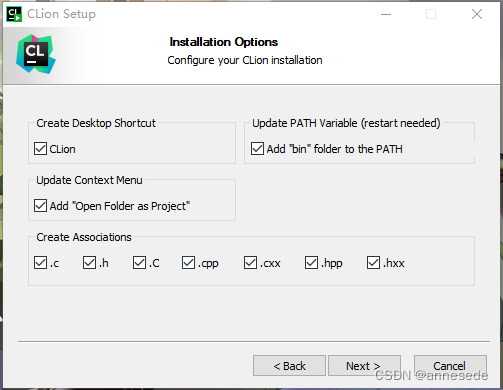 CLion Setup
CL
Installation Options
Configure your CLion installation
CL
Create Desktop Shortcut
Update PATH Variable (restart needed)
CLion
Add "bin" folder to the PATH
Update Context Menu
Add "Open Folder as Project"
Create Associations
.c .h .C .cpp .cxx .hpp .hxx
< Back Next > Cancel
CSDN @annesede